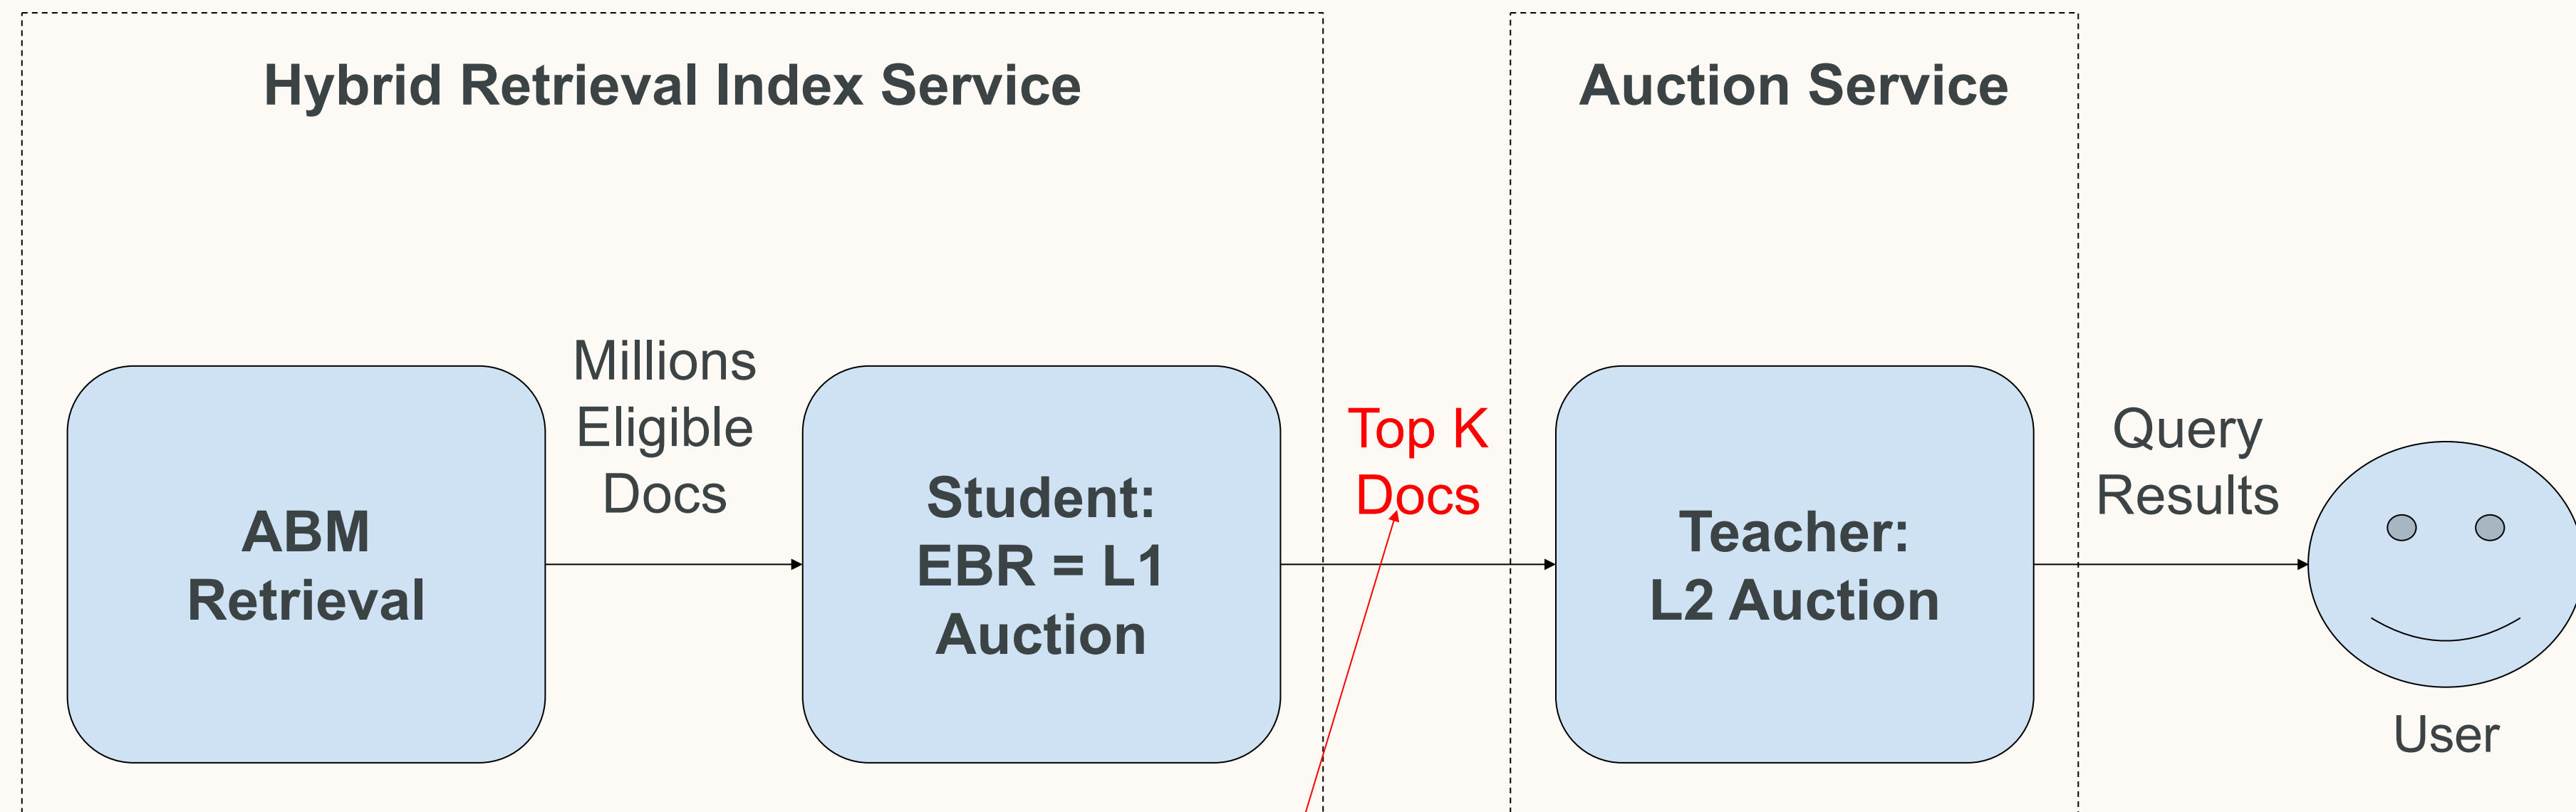 Hybrid Retrieval Index Service
Auction Service
ABM
Retrieval
Millions
Eligible
Docs
Student:
EBR = L1
Auction
Top K
Docs
Teacher:
L2 Auction
Query
Results
User